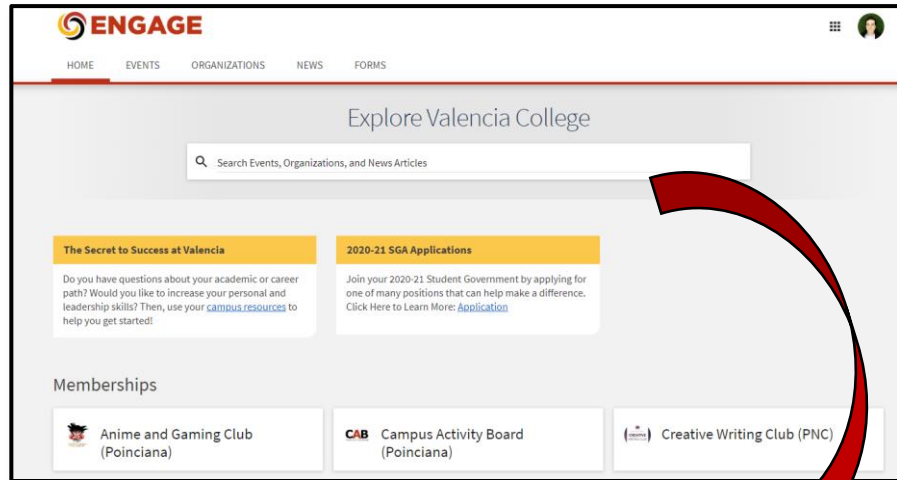 ENGAGE
HOME EVENTS ORGANIZATIONS NEWS FORMS
Explore Valencia College
Search Events, Organizations, and News Articles
The Secret to Success at Valencia
Do you have questions about your academic or career
path? Would you like to increase your personal and
leadership skills? Then, use your campus resources to
help you get started!
2020-21 SGA Applications
Join your 2020-21 Student Government by applying for
one of many positions that can help make a difference.
Click Here to Learn More: Application
Memberships
Anime and Gaming Club
(Poinciana)
CAB Campus Activity Board
(Poinciana)
Creative Writing Club (PNC)